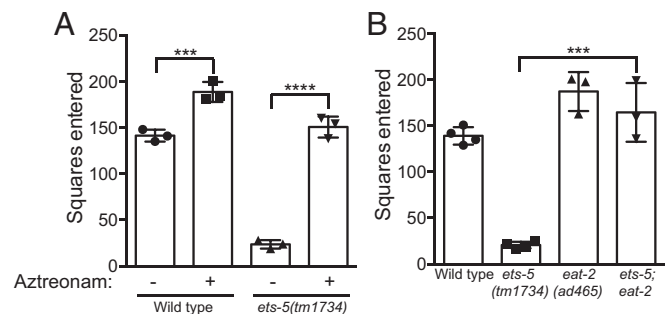 A
Squares entered
250
200
150
100
50
0
***
****
Aztreonam: - + - +
Wild type ets-5(tm1734)
B
Squares entered
250
200
150
100
50
0
***
Wild type ets-5 eat-2 ets-5;
(tm1734) (ad465) eat-2